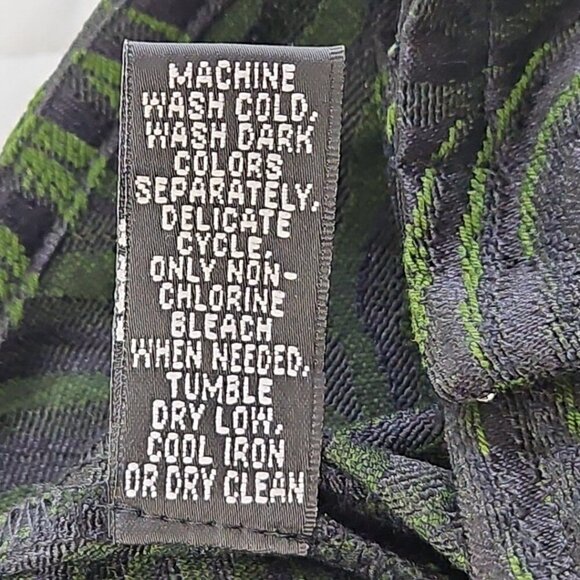 MACHINE
WASH COLD,
WASH DARK
COLORS
SEPARATELY,
DELICATE
CYCLE,
ONLY NON-
CHLORINE
BLEACH
WHEN NEEDED,
TUMBLE
DRY LOW,
COOL IRON
OR DRY CLEAN